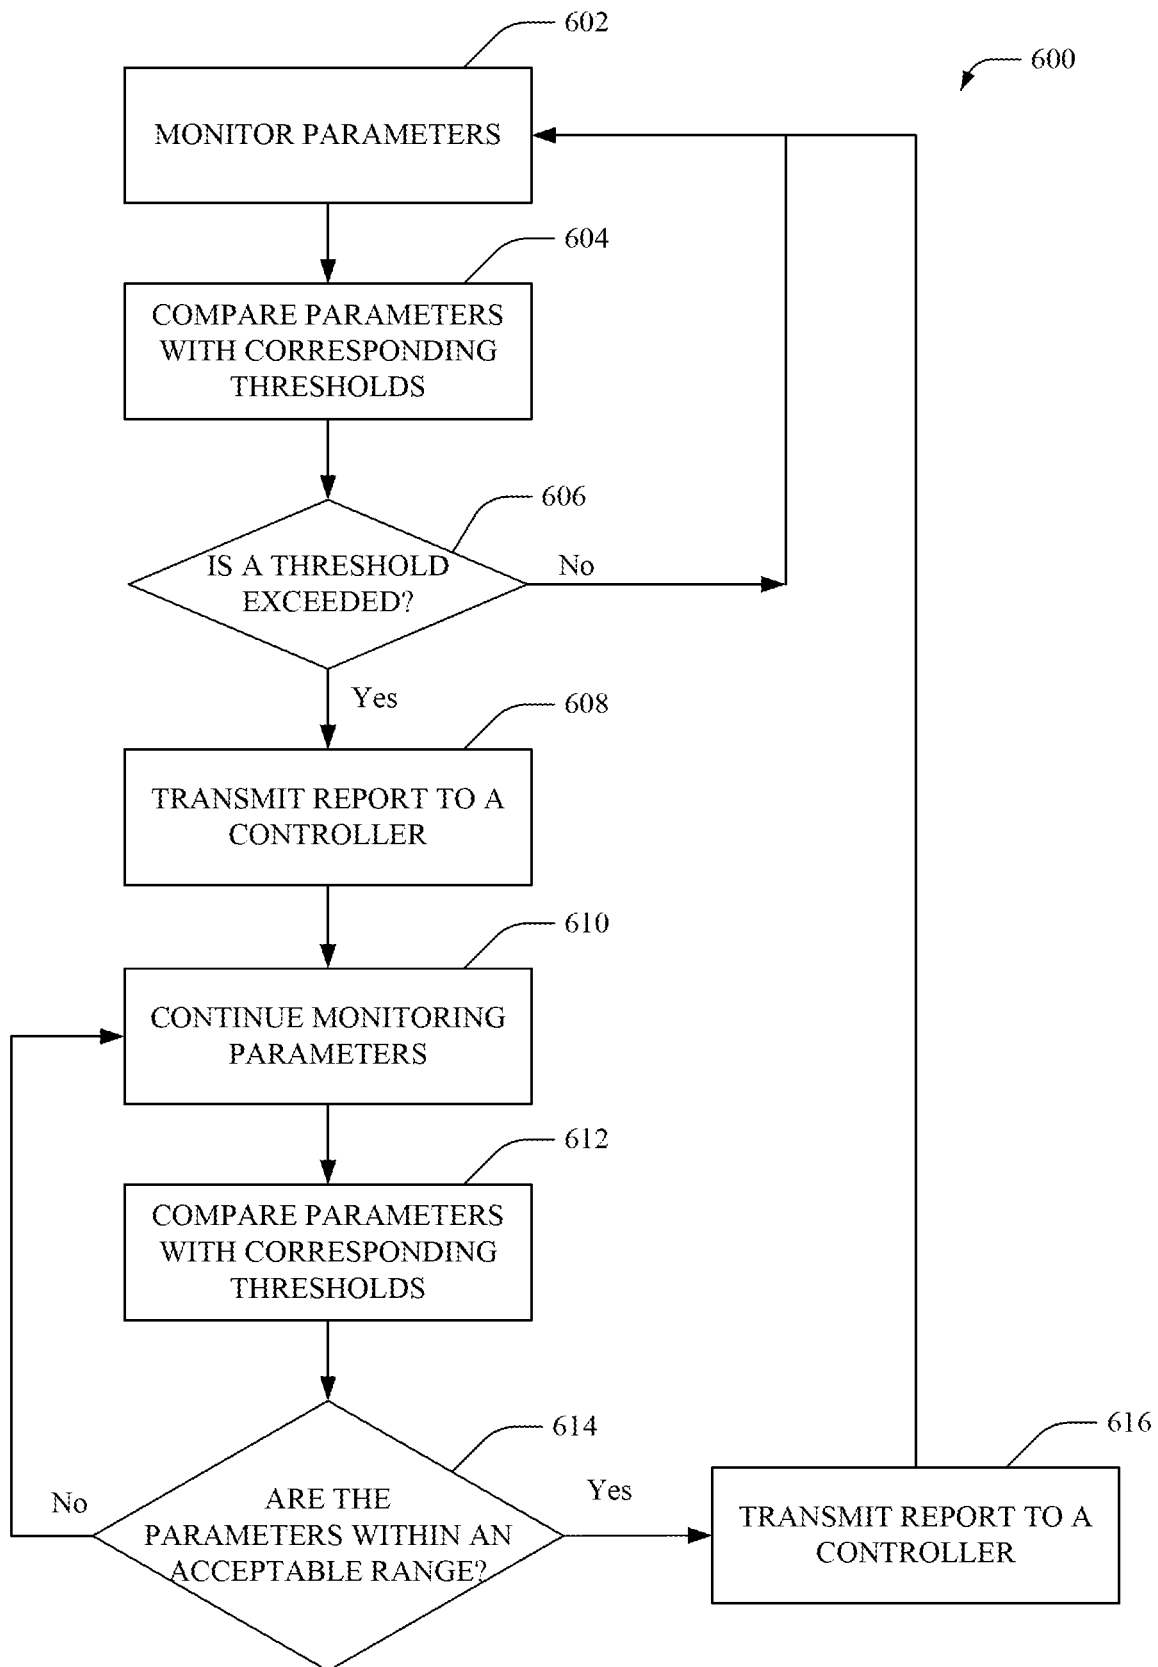 602
600
MONITOR PARAMETERS
604
COMPARE PARAMETERS
WITH CORRESPONDING
THRESHOLDS
606
IS A THRESHOLD
EXCEEDED?
No
Yes
608
TRANSMIT REPORT TO A
CONTROLLER
610
CONTINUE MONITORING
PARAMETERS
612
COMPARE PARAMETERS
WITH CORRESPONDING
THRESHOLDS
614
616
No
ARE THE
PARAMETERS WITHIN AN
ACCEPTABLE RANGE?
Yes
TRANSMIT REPORT TO A
CONTROLLER